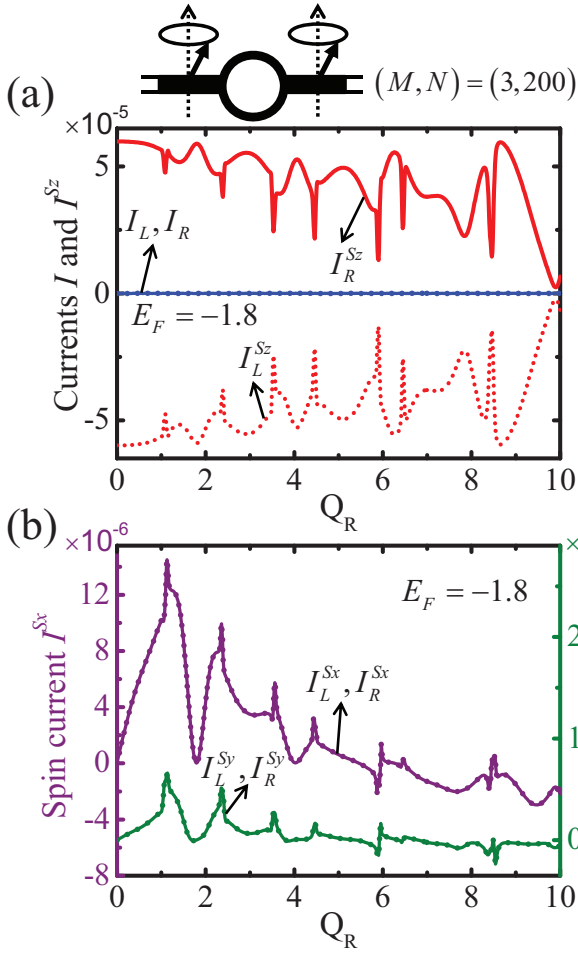 (M,N)=(3,200)
(a)
×10⁻⁵
5
0
-5
Currents I and I^{Sz}
I_L, I_R
I_R^{Sz}
E_F = −1.8
I_L^{Sz}
0 2 4 6 8 10
Q_R
(b)
×10⁻⁶
×
12
8
4
0
-4
-8
Spin current I^{Sx}
E_F = −1.8
I_L^{Sx}, I_R^{Sx}
I_L^{Sy}, I_R^{Sy}
2
1
0
0 2 4 6 8 10
Q_R